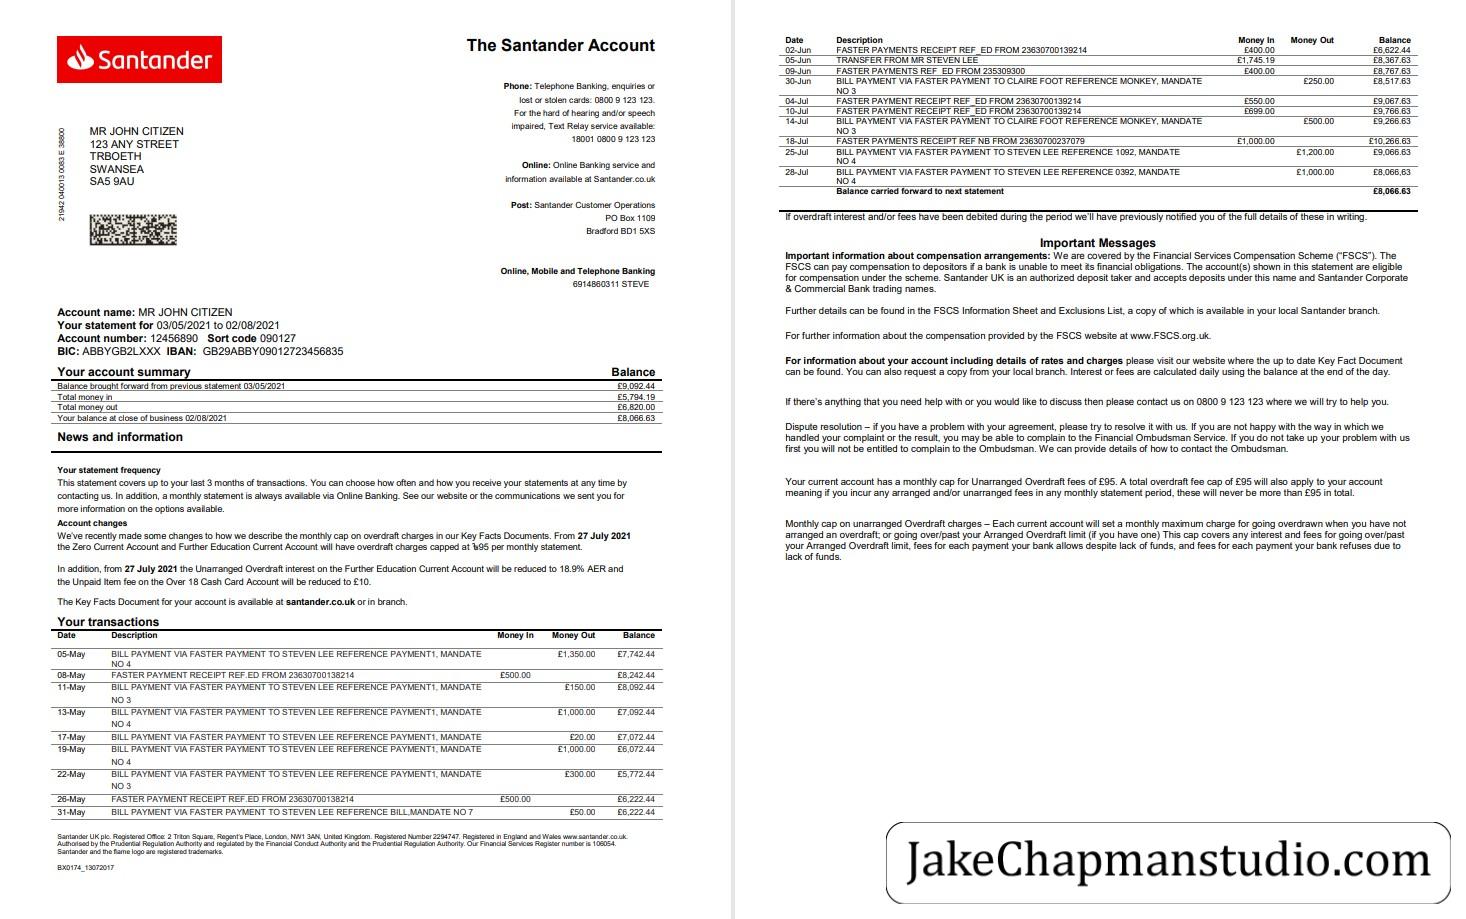 Santander
The Santander Account
Phone: Telephone Banking, enquiries or
lost or stolen cards: 0800 9 123 123.
For the hard of hearing and/or speech
impaired, Text Relay service available:
18001 0800 9 123 123
Online: Online Banking service and
information available at Santander.co.uk
Post: Santander Customer Operations
PO Box 1109
Bradford BD1 5XS
Online, Mobile and Telephone Banking
6914860311 STEVE
21942 040013 0083 E 38800
MR JOHN CITIZEN
123 ANY STREET
TRBOETH
SWANSEA
SA5 9AU
Account name: MR JOHN CITIZEN
Your statement for 03/05/2021 to 02/08/2021
Account number: 12456890 Sort code 090127
BIC: ABBYGB2LXXX IBAN: GB29ABBY09012723456835
Your account summary Balance
Balance brought forward from previous statement 03/05/2021 £9,092.44
Total money in £5,794.19
Total money out £6,820.00
Your balance at close of business 02/08/2021 £8,066.63
News and information
Your statement frequency
This statement covers up to your last 3 months of transactions. You can choose how often and how you receive your statements at any time by
contacting us. In addition, a monthly statement is always available via Online Banking. See our website or the communications we sent you for
more information on the options available.
Account changes
We've recently made some changes to how we describe the monthly cap on overdraft charges in our Key Facts Documents. From 27 July 2021
the Zero Current Account and Further Education Current Account will have overdraft charges capped at 95 per monthly statement.
In addition, from 27 July 2021 the Unarranged Overdraft interest on the Further Education Current Account will be reduced to 18.9% AER and
the Unpaid Item fee on the Over 18 Cash Card Account will be reduced to £10.
The Key Facts Document for your account is available at santander.co.uk or in branch.
Your transactions
Date Description Money In Money Out Balance
05-May BILL PAYMENT VIA FASTER PAYMENT TO STEVEN LEE REFERENCE PAYMENT1, MANDATE £1,350.00 £7,742.44
NO 4
08-May FASTER PAYMENT RECEIPT REF.ED FROM 23630700138214 £500.00 £8,242.44
11-May BILL PAYMENT VIA FASTER PAYMENT TO STEVEN LEE REFERENCE PAYMENT1, MANDATE £150.00 £8,092.44
NO 3
13-May BILL PAYMENT VIA FASTER PAYMENT TO STEVEN LEE REFERENCE PAYMENT1, MANDATE £1,000.00 £7,092.44
NO 4
17-May BILL PAYMENT VIA FASTER PAYMENT TO STEVEN LEE REFERENCE PAYMENT1, MANDATE £20.00 £7,072.44
19-May BILL PAYMENT VIA FASTER PAYMENT TO STEVEN LEE REFERENCE PAYMENT1, MANDATE £1,000.00 £6,072.44
NO 4
22-May BILL PAYMENT VIA FASTER PAYMENT TO STEVEN LEE REFERENCE PAYMENT1, MANDATE £300.00 £5,772.44
NO 3
26-May FASTER PAYMENT RECEIPT REF.ED FROM 23630700138214 £500.00 £6,222.44
31-May BILL PAYMENT VIA FASTER PAYMENT TO STEVEN LEE REFERENCE BILL,MANDATE NO 7 £50.00 £6,222.44
Santander UK plc. Registered Office: 2 Triton Square, Regent's Place, London, NW1 3AN, United Kingdom. Registered Number 2294747. Registered in England and Wales www.santander.co.uk.
Authorised by the Prudential Regulation Authority and regulated by the Financial Conduct Authority and the Prudential Regulation Authority. Our Financial Services Register number is 106054.
Santander and the flame logo are registered trademarks.
BX0174_13072017
Date Description Money In Money Out Balance
02-Jun FASTER PAYMENTS RECEIPT REF_ED FROM 23630700139214 £400.00 £6,622.44
05-Jun TRANSFER FROM MR STEVEN LEE £1,745.19 £8,367.63
09-Jun FASTER PAYMENTS REF_ED FROM 235309300 £400.00 £8,767.63
30-Jun BILL PAYMENT VIA FASTER PAYMENT TO CLAIRE FOOT REFERENCE MONKEY, MANDATE £250.00 £8,517.63
NO 3
04-Jul FASTER PAYMENT RECEIPT REF_ED FROM 23630700139214 £550.00 £9,067.63
10-Jul FASTER PAYMENT RECEIPT REF_ED FROM 23630700139214 £699.00 £9,766.63
14-Jul BILL PAYMENT VIA FASTER PAYMENT TO CLAIRE FOOT REFERENCE MONKEY, MANDATE £500.00 £9,266.63
NO 3
18-Jul FASTER PAYMENTS RECEIPT REF NB FROM 23630700237079 £1,000.00 £10,266.63
25-Jul BILL PAYMENT VIA FASTER PAYMENT TO STEVEN LEE REFERENCE 1092, MANDATE £1,200.00 £9,066.63
NO 4
28-Jul BILL PAYMENT VIA FASTER PAYMENT TO STEVEN LEE REFERENCE 0392, MANDATE £1,000.00 £8,066,63
NO 4
Balance carried forward to next statement £8,066.63
If overdraft interest and/or fees have been debited during the period we'll have previously notified you of the full details of these in writing.
Important Messages
Important information about compensation arrangements: We are covered by the Financial Services Compensation Scheme ("FSCS"). The
FSCS can pay compensation to depositors if a bank is unable to meet its financial obligations. The account(s) shown in this statement are eligible
for compensation under the scheme. Santander UK is an authorized deposit taker and accepts deposits under this name and Santander Corporate
& Commercial Bank trading names.
Further details can be found in the FSCS Information Sheet and Exclusions List, a copy of which is available in your local Santander branch.
For further information about the compensation provided by the FSCS website at www.FSCS.org.uk.
For information about your account including details of rates and charges please visit our website where the up to date Key Fact Document
can be found. You can also request a copy from your local branch. Interest or fees are calculated daily using the balance at the end of the day.
If there's anything that you need help with or you would like to discuss then please contact us on 0800 9 123 123 where we will try to help you.
Dispute resolution – if you have a problem with your agreement, please try to resolve it with us. If you are not happy with the way in which we
handled your complaint or the result, you may be able to complain to the Financial Ombudsman Service. If you do not take up your problem with us
first you will not be entitled to complain to the Ombudsman. We can provide details of how to contact the Ombudsman.
Your current account has a monthly cap for Unarranged Overdraft fees of £95. A total overdraft fee cap of £95 will also apply to your account
meaning if you incur any arranged and/or unarranged fees in any monthly statement period, these will never be more than £95 in total.
Monthly cap on unarranged Overdraft charges – Each current account will set a monthly maximum charge for going overdrawn when you have not
arranged an overdraft; or going over/past your Arranged Overdraft limit (if you have one) This cap covers any interest and fees for going over/past
your Arranged Overdraft limit, fees for each payment your bank allows despite lack of funds, and fees for each payment your bank refuses due to
lack of funds.
JakeChapmanstudio.com